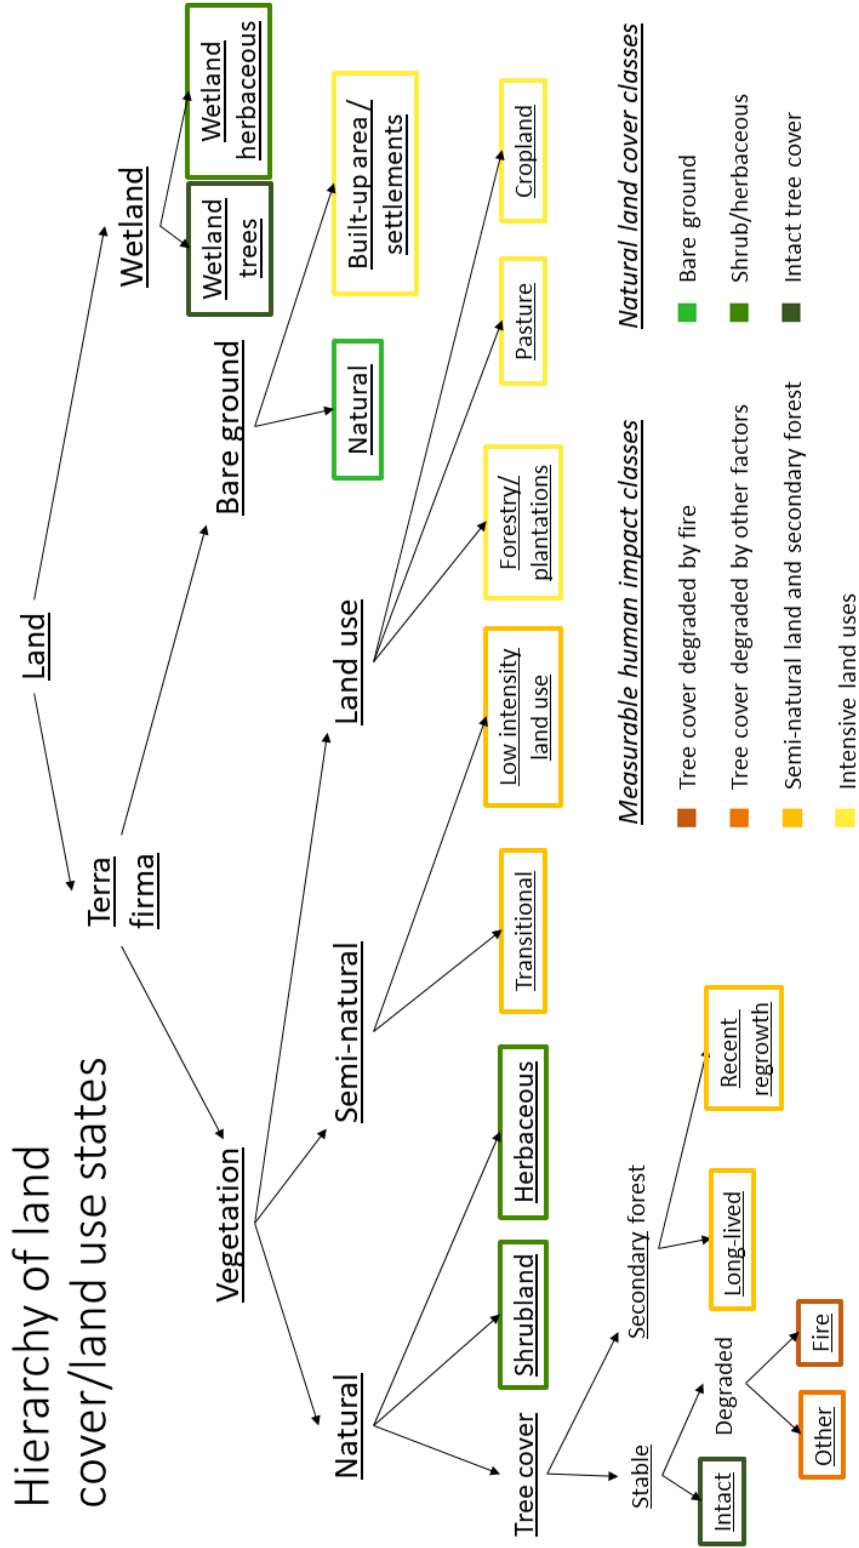 Hierarchy of land
cover/land use states
Land
Terra
firma
Wetland
Wetland
trees
Wetland
herbaceous
Vegetation
Bare ground
Natural
Semi-natural
Land use
Natural
Built-up area/
settlements
Tree cover
Shrubland
Herbaceous
Transitional
Low intensity
land use
Forestry/
plantations
Pasture
Cropland
Stable
Secondary forest
Intact
Degraded
Long-lived
Recent
regrowth
Other
Fire
Measurable human impact classes
Tree cover degraded by fire
Tree cover degraded by other factors
Semi-natural land and secondary forest
Intensive land uses
Natural land cover classes
Bare ground
Shrub/herbaceous
Intact tree cover